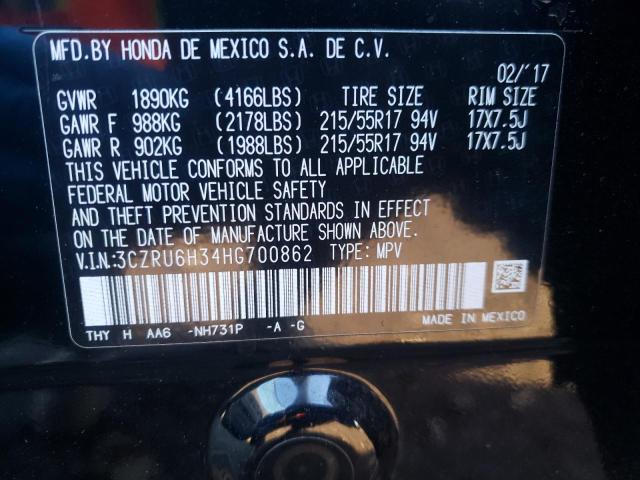 MFD.BY HONDA DE MEXICO S.A. DE C.V.
02/'17
GVWR 1890KG (4166LBS) TIRE SIZE RIM SIZE
GAWR F 988KG (2178LBS) 215/55R17 94V 17X7.5J
GAWR R 902KG (1988LBS) 215/55R17 94V 17X7.5J
THIS VEHICLE CONFORMS TO ALL APPLICABLE
FEDERAL MOTOR VEHICLE SAFETY
AND THEFT PREVENTION STANDARDS IN EFFECT
ON THE DATE OF MANUFACTURE SHOWN ABOVE.
V.I.N.:3CZRU6H34HG700862 TYPE: MPV
THY H AA6 -NH731P -A -G
MADE IN MEXICO